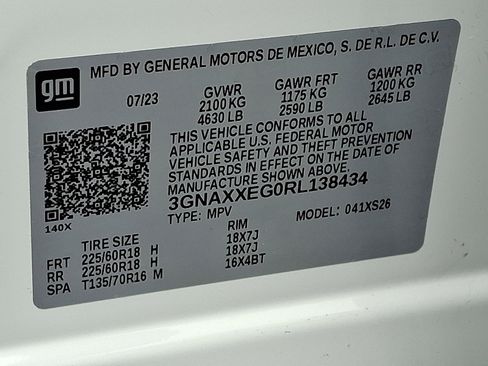 gm
MFD BY GENERAL MOTORS DE MEXICO, S. DE R.L. DE C.V.
07/23 GVWR GAWR FRT GAWR RR
2100 KG 1175 KG 1200 KG
4630 LB 2590 LB 2645 LB
THIS VEHICLE CONFORMS TO ALL
APPLICABLE U.S. FEDERAL MOTOR
VEHICLE SAFETY AND THEFT PREVENTION
STANDARDS IN EFFECT ON THE DATE OF
MANUFACTURE SHOWN ABOVE.
3GNAXXEG0RL138434
140X TYPE: MPV MODEL: 041XS26
TIRE SIZE RIM
FRT 225/60R18 H 18X7J
RR 225/60R18 H 18X7J
SPA T135/70R16 M 16X4BT